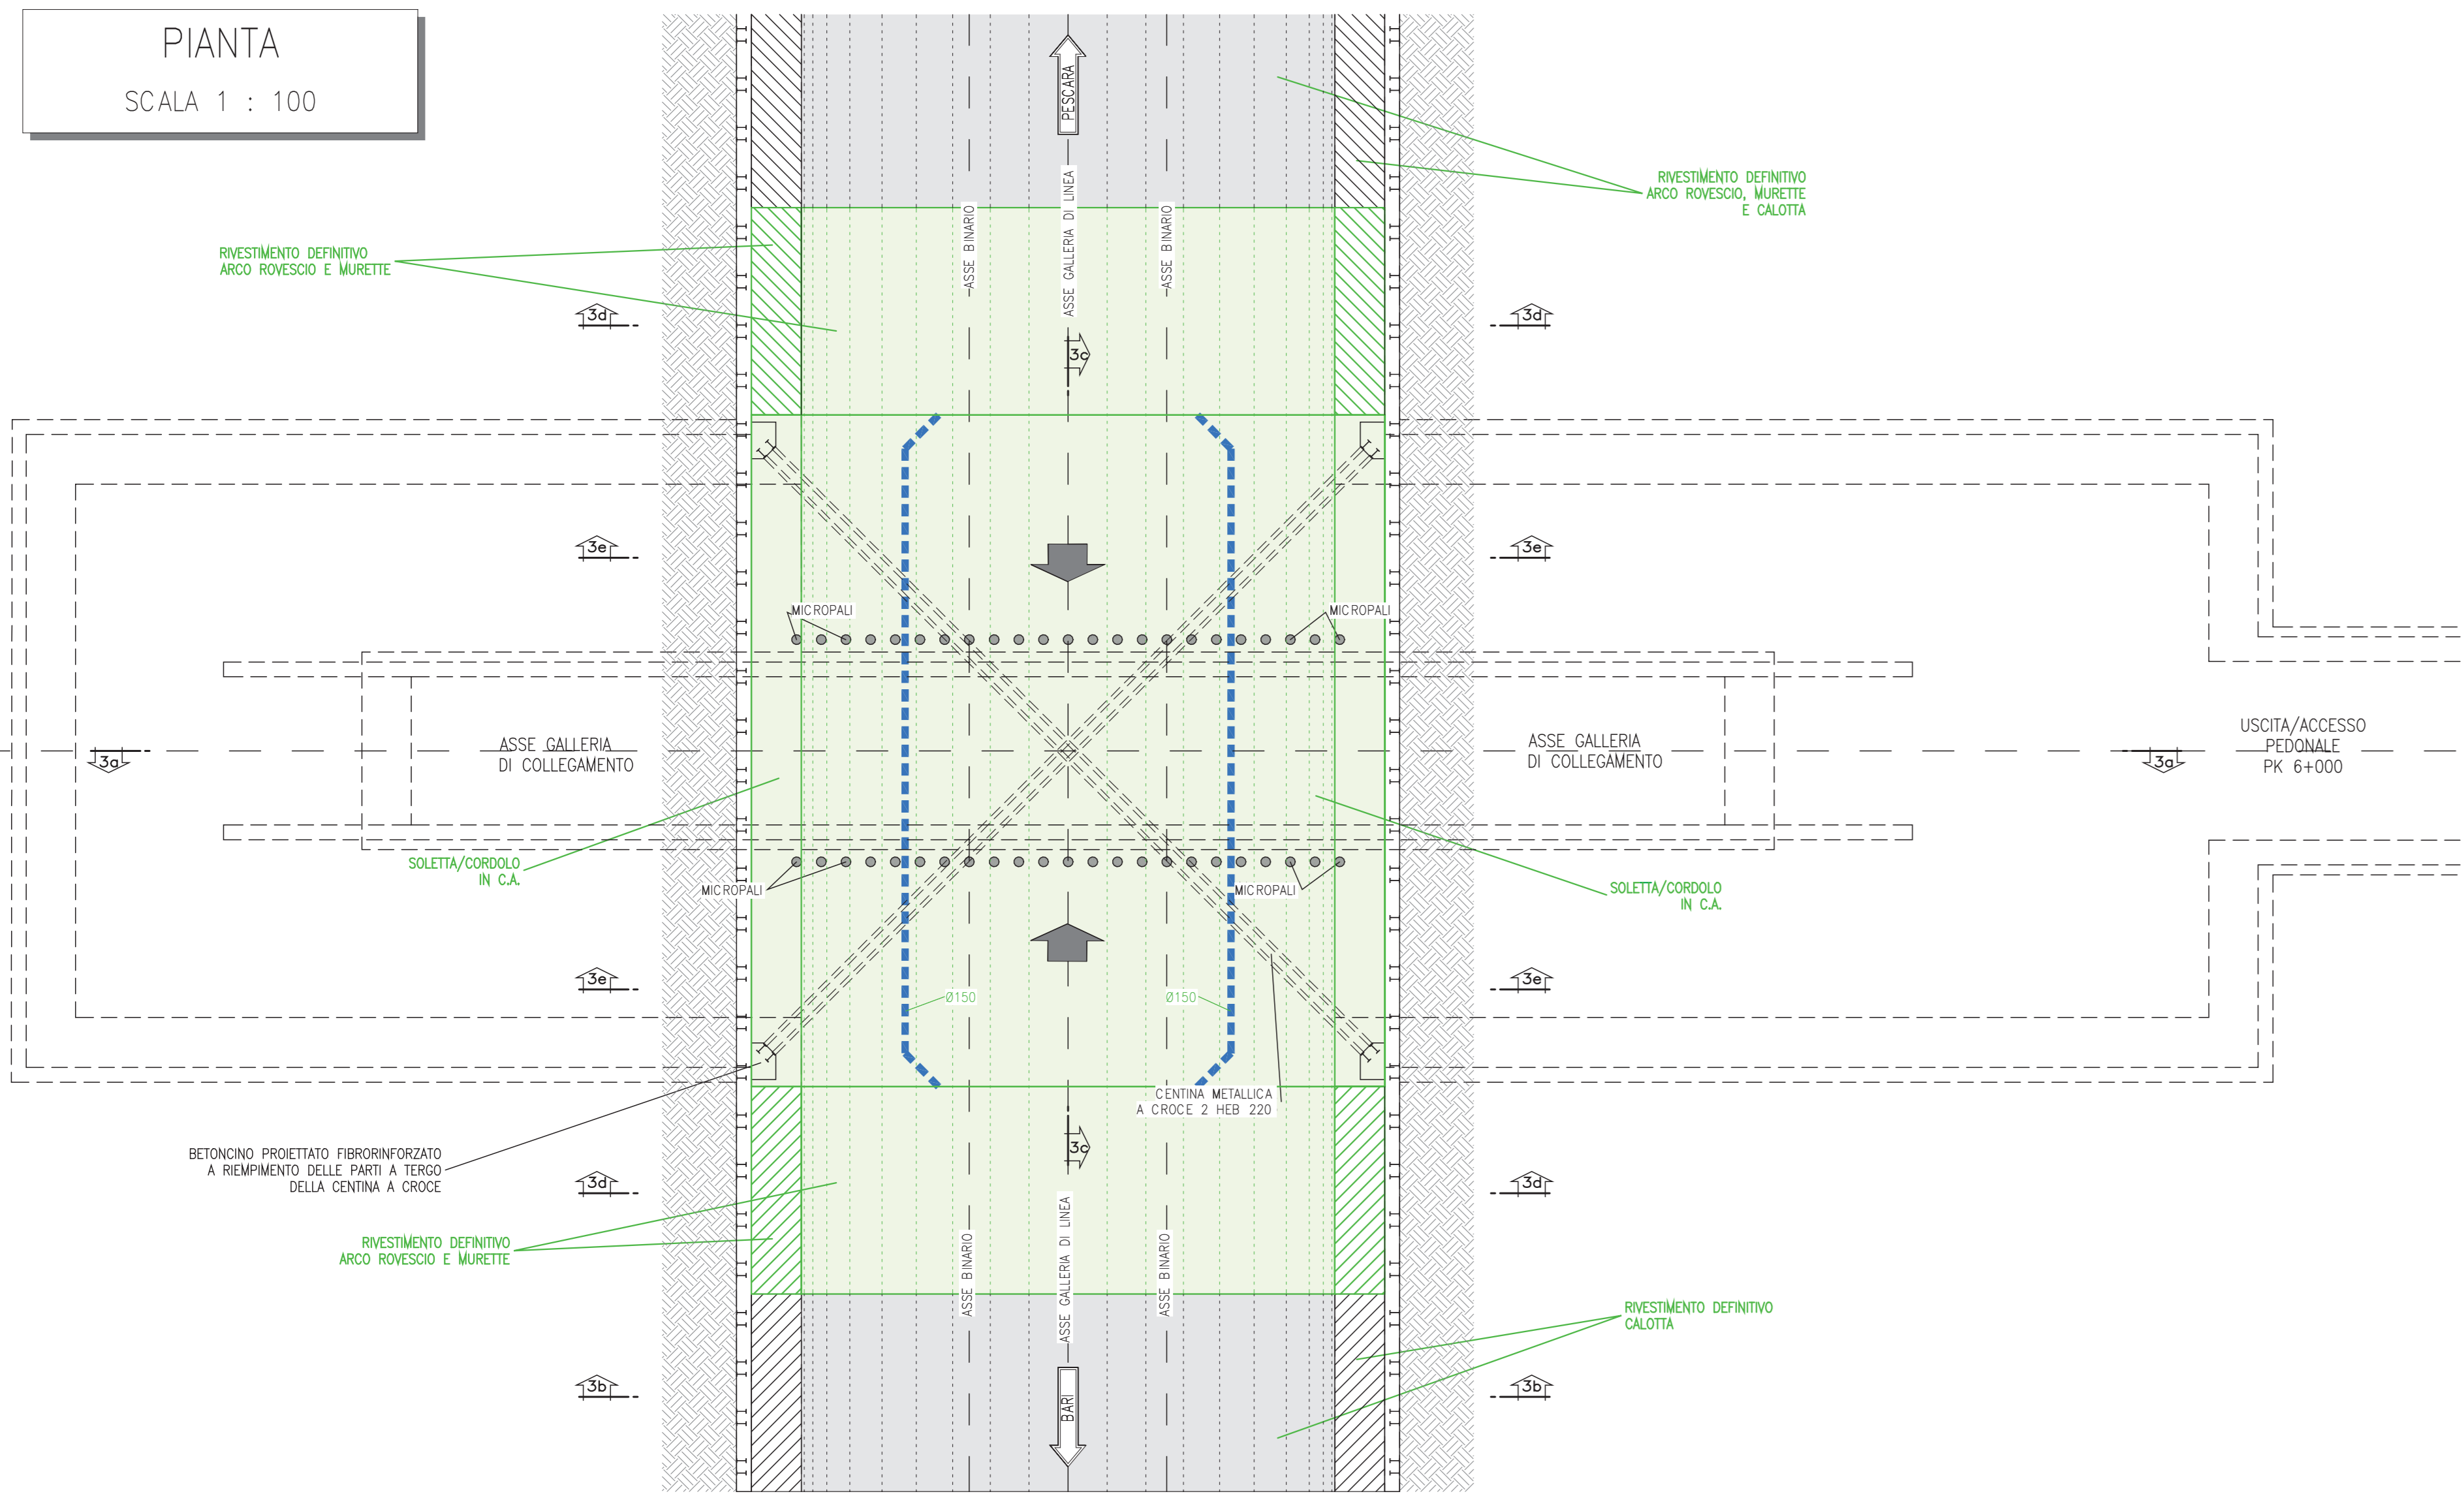 PIANTA
SCALA 1 : 100
PESCARA
RIVESTIMENTO DEFINITIVO
ARCO ROVESCIO, MURETTE
E CALOTTA
ASSE BINARIO
ASSE GALLERIA DI LINEA
ASSE BINARIO
RIVESTIMENTO DEFINITIVO
ARCO ROVESCIO E MURETTE
3d
3d
3c
3e
3e
MICROPALI
MICROPALI
ASSE GALLERIA
DI COLLEGAMENTO
ASSE GALLERIA
DI COLLEGAMENTO
USCITA/ACCESSO
PEDONALE
PK 6+000
3a
3a
SOLETTA/CORDOLO
IN C.A.
MICROPALI
MICROPALI
SOLETTA/CORDOLO
IN C.A.
3e
3e
Ø150
Ø150
CENTINA METALLICA
A CROCE 2 HEB 220
3c
BETONCINO PROIETTATO FIBRORINFORZATO
A RIEMPIMENTO DELLE PARTI A TERGO
DELLA CENTINA A CROCE
3d
3d
RIVESTIMENTO DEFINITIVO
ARCO ROVESCIO E MURETTE
ASSE BINARIO
ASSE GALLERIA DI LINEA
ASSE BINARIO
RIVESTIMENTO DEFINITIVO
CALOTTA
3b
3b
BARI